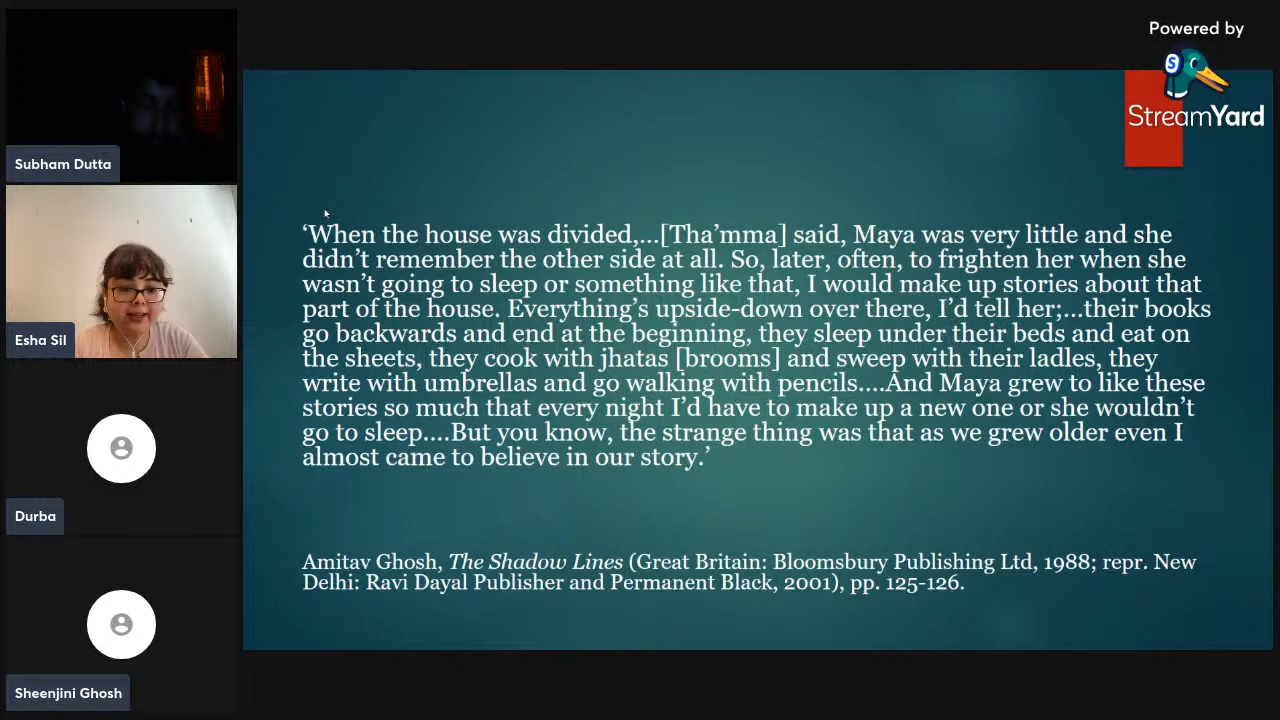 Powered by
StreamYard
Subham Dutta
Esha Sil
Durba
Sheenjini Ghosh
‘When the house was divided,...[Tha’mma] said, Maya was very little and she
didn’t remember the other side at all. So, later, often, to frighten her when she
wasn’t going to sleep or something like that, I would make up stories about that
part of the house. Everything’s upside-down over there, I’d tell her;...their books
go backwards and end at the beginning, they sleep under their beds and eat on
the sheets, they cook with jhatas [brooms] and sweep with their ladles, they
write with umbrellas and go walking with pencils....And Maya grew to like these
stories so much that every night I’d have to make up a new one or she wouldn’t
go to sleep....But you know, the strange thing was that as we grew older even I
almost came to believe in our story.’
Amitav Ghosh, The Shadow Lines (Great Britain: Bloomsbury Publishing Ltd, 1988; repr. New
Delhi: Ravi Dayal Publisher and Permanent Black, 2001), pp. 125-126.